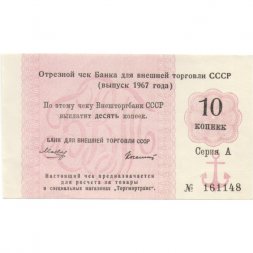 Отрезной чек Банка для внешней торговли СССР
(выпуск 1967 года)
По этому чеку Внешторгбанк СССР
выплатит десять копеек.
10
КОПЕЕК
БАНК ДЛЯ ВНЕШНЕЙ ТОРГОВЛИ СССР
Серия А
Настоящий чек предназначается
для расчета за товары
в специальных магазинах "Торгмортранс".
№ 161148